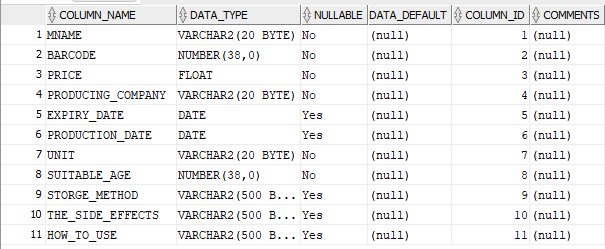 COLUMN_NAME DATA_TYPE NULLABLE DATA_DEFAULT COLUMN_ID COMMENTS
1 MNAME VARCHAR2(20 BYTE) No (null) 1 (null)
2 BARCODE NUMBER(38,0) No (null) 2 (null)
3 PRICE FLOAT No (null) 3 (null)
4 PRODUCING_COMPANY VARCHAR2(20 BYTE) No (null) 4 (null)
5 EXPIRY_DATE DATE Yes (null) 5 (null)
6 PRODUCTION_DATE DATE Yes (null) 6 (null)
7 UNIT VARCHAR2(20 BYTE) No (null) 7 (null)
8 SUITABLE_AGE NUMBER(38,0) No (null) 8 (null)
9 STORGE_METHOD VARCHAR2(500 B... Yes (null) 9 (null)
10 THE_SIDE_EFFECTS VARCHAR2(500 B... Yes (null) 10 (null)
11 HOW_TO_USE VARCHAR2(500 B... Yes (null) 11 (null)